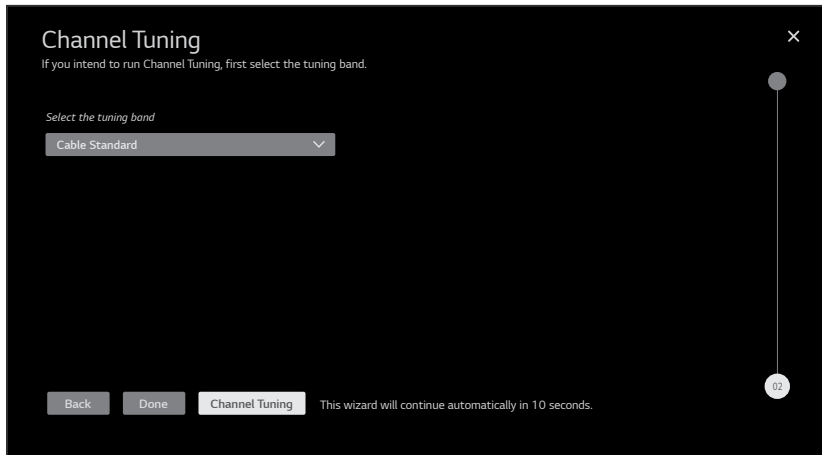 Channel Tuning
If you intend to run Channel Tuning, first select the tuning band.
Select the tuning band
Cable Standard
02
Back
Done
Channel Tuning
This wizard will continue automatically in 10 seconds.